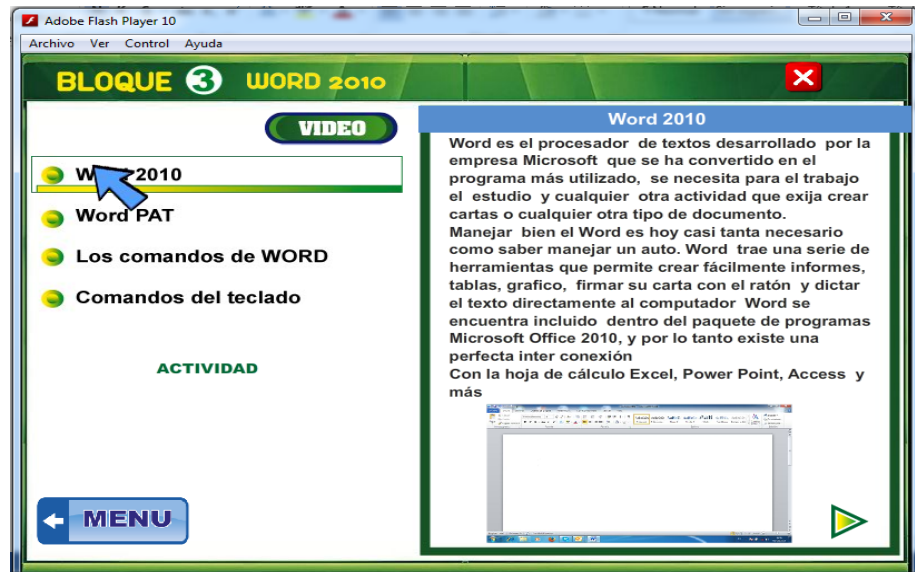 Adobe Flash Player 10
Archivo Ver Control Ayuda
BLOQUE 3 WORD 2010
VIDEO
2010
Word PAT
Los comandos de WORD
Comandos del teclado
ACTIVIDAD
MENU
Word 2010
Word es el procesador de textos desarrollado por la
empresa Microsoft que se ha convertido en el
programa más utilizado, se necesita para el trabajo
el estudio y cualquier otra actividad que exija crear
cartas o cualquier otra tipo de documento.
Manejar bien el Word es hoy casi tanta necesario
como saber manejar un auto. Word trae una serie de
herramientas que permite crear fácilmente informes,
tablas, grafico, firmar su carta con el ratón y dictar
el texto directamente al computador Word se
encuentra incluido dentro del paquete de programas
Microsoft Office 2010, y por lo tanto existe una
perfecta inter conexión
Con la hoja de cálculo Excel, Power Point, Access y
más